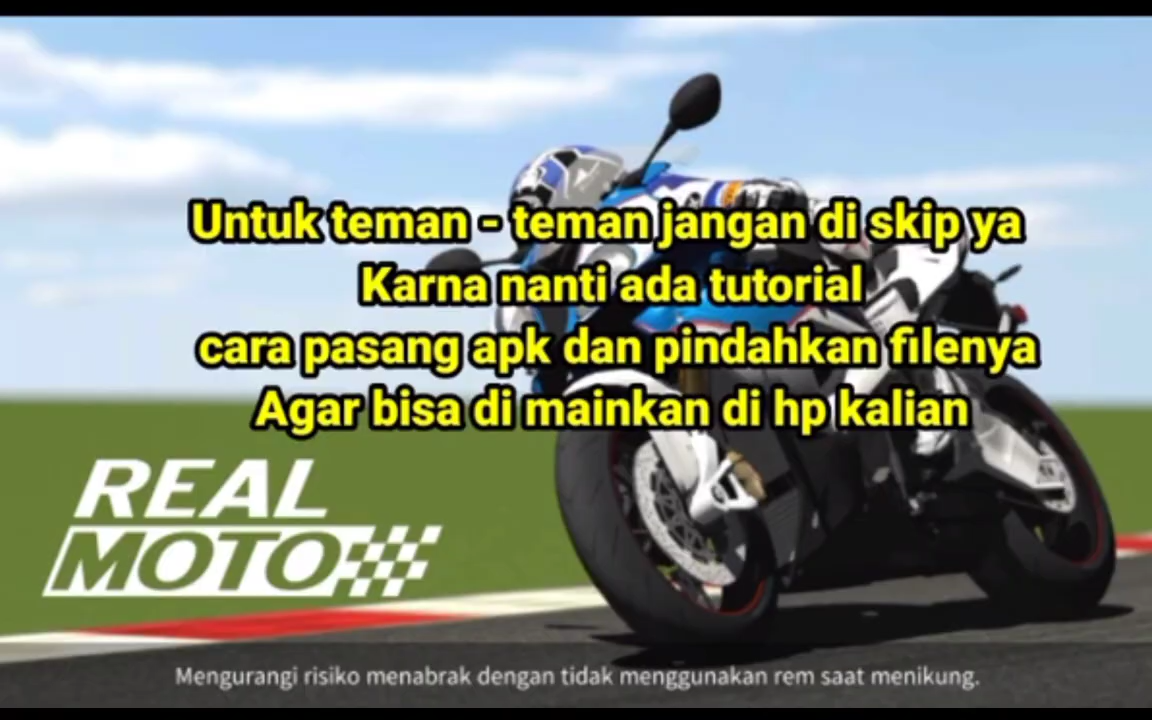 Untuk teman - teman jangan di skip ya
Karna nanti ada tutorial
cara pasang apk dan pindahkan filenya
Agar bisa di mainkan di hp kalian
REAL
MOTO
Mengurangi risiko menabrak dengan tidak menggunakan rem saat menikung.